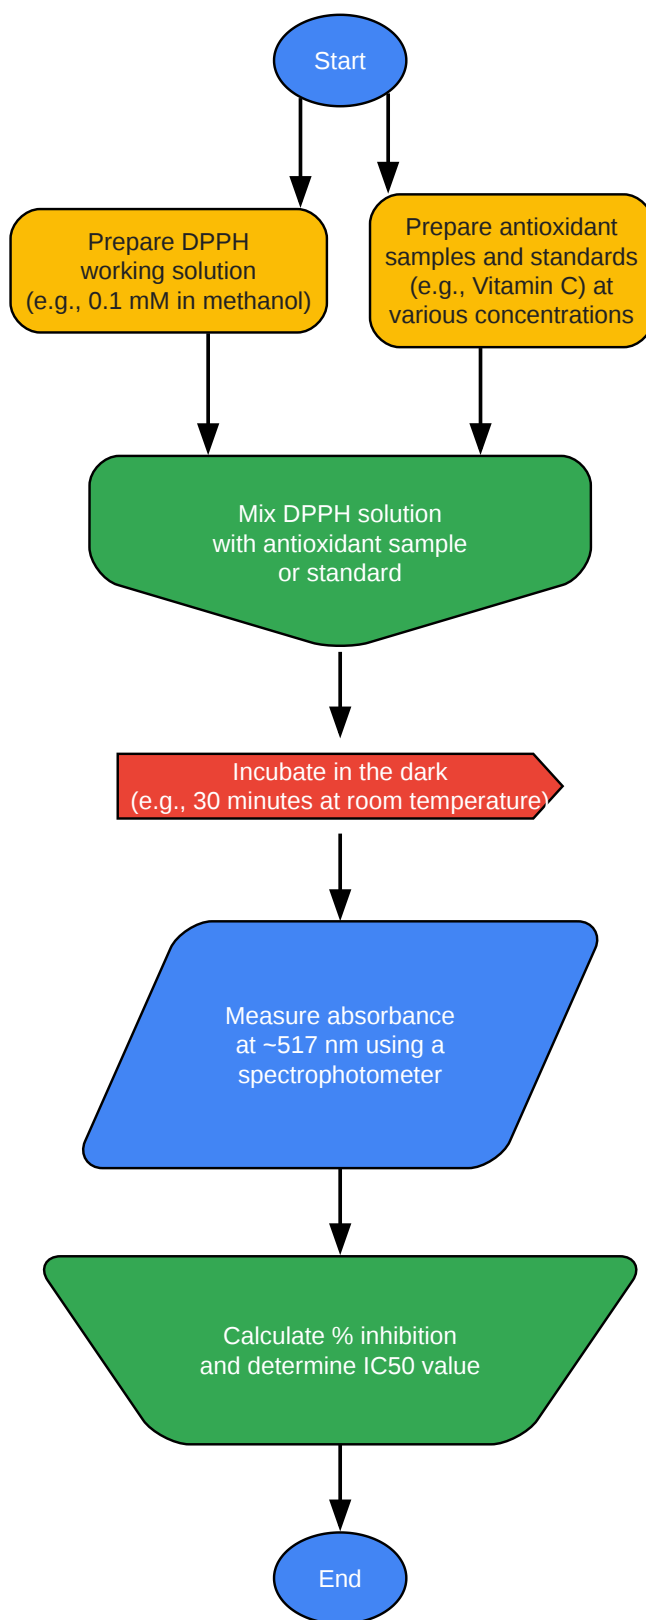 Start
Prepare DPPH
working solution
(e.g., 0.1 mM in methanol)
Prepare antioxidant
samples and standards
(e.g., Vitamin C) at
various concentrations
Mix DPPH solution
with antioxidant sample
or standard
Incubate in the dark
(e.g., 30 minutes at room temperature)
Measure absorbance
at ~517 nm using a
spectrophotometer
Calculate % inhibition
and determine IC50 value
End